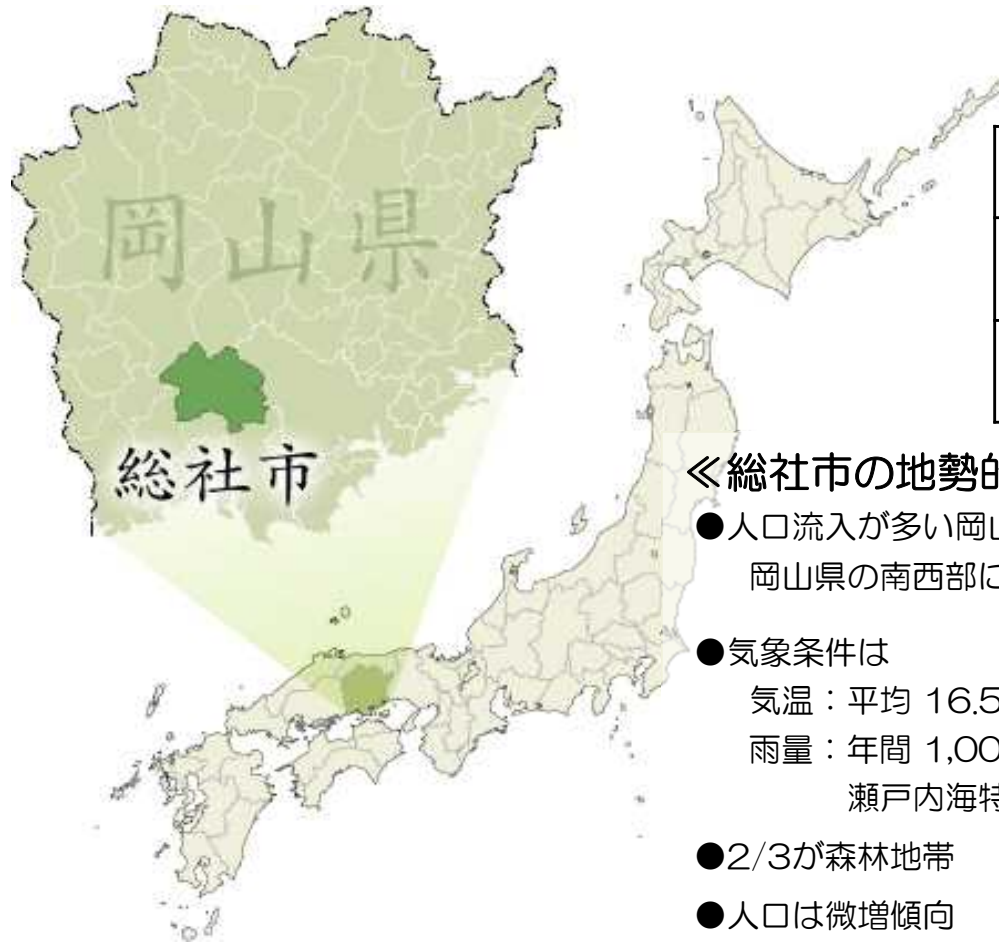 岡山県
総社市
≪総社市の地勢的
●人口流入が多い岡山
岡山県の南西部に
●気象条件は
気温：平均 16.5
雨量：年間 1,00
瀬戸内海特
●2/3が森林地帯
●人口は微増傾向